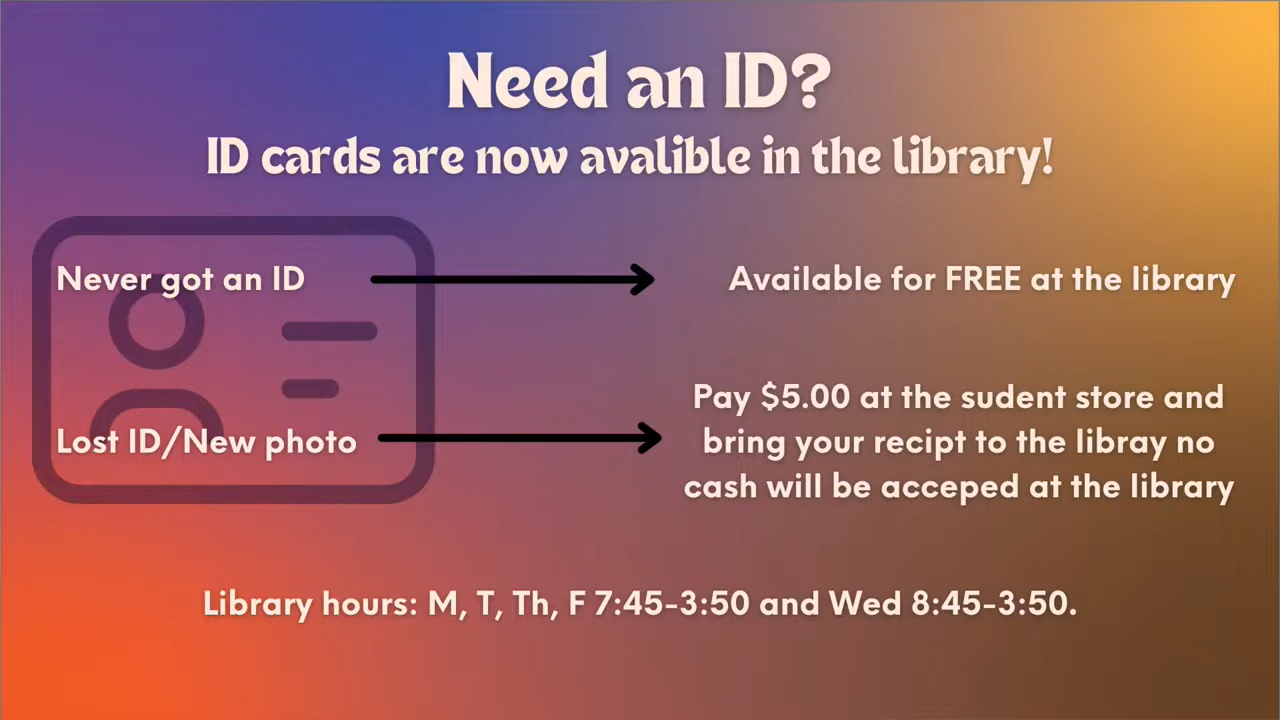 Need an ID?
ID cards are now avalible in the library!
Never got an ID
Available for FREE at the library
Lost ID/New photo
Pay $5.00 at the sudent store and
bring your recipt to the libray no
cash will be acceped at the library
Library hours: M, T, Th, F 7:45-3:50 and Wed 8:45-3:50.